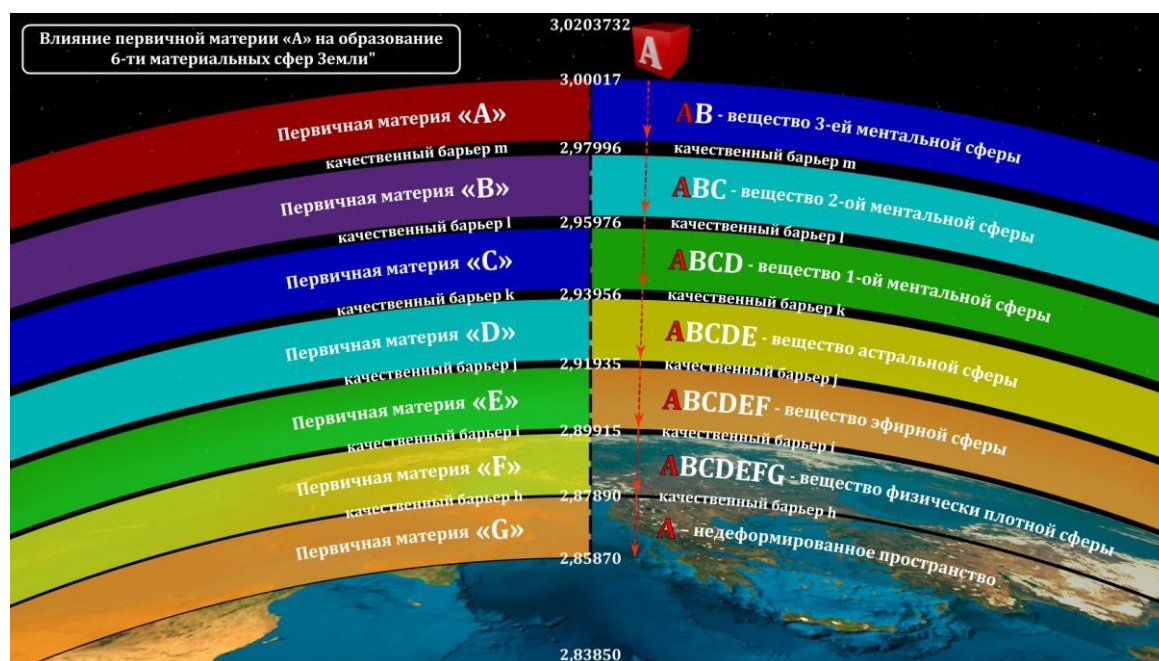 Влияние первичной материи «А» на образование
6-ти материальных сфер Земли"
3,0203732
A
3,00017
Первичная материя «A»
AB - вещество 3-ей ментальной сферы
качественный барьер m
2,97996
качественный барьер m
Первичная материя «B»
ABC - вещество 2-ой ментальной сферы
качественный барьер l
2,95976
качественный барьер l
Первичная материя «C»
ABCD - вещество 1-ой ментальной сферы
качественный барьер k
2,93956
качественный барьер k
Первичная материя «D»
ABCDE - вещество астральной сферы
качественный барьер j
2,91935
качественный барьер j
Первичная материя «E»
ABCDEF - вещество эфирной сферы
качественный барьер i
2,89915
качественный барьер i
Первичная материя «F»
ABCDEFG - вещество физически плотной сферы
качественный барьер h
2,87890
качественный барьер h
Первичная материя «G»
A – недеформированное пространство
2,85870
2,83850